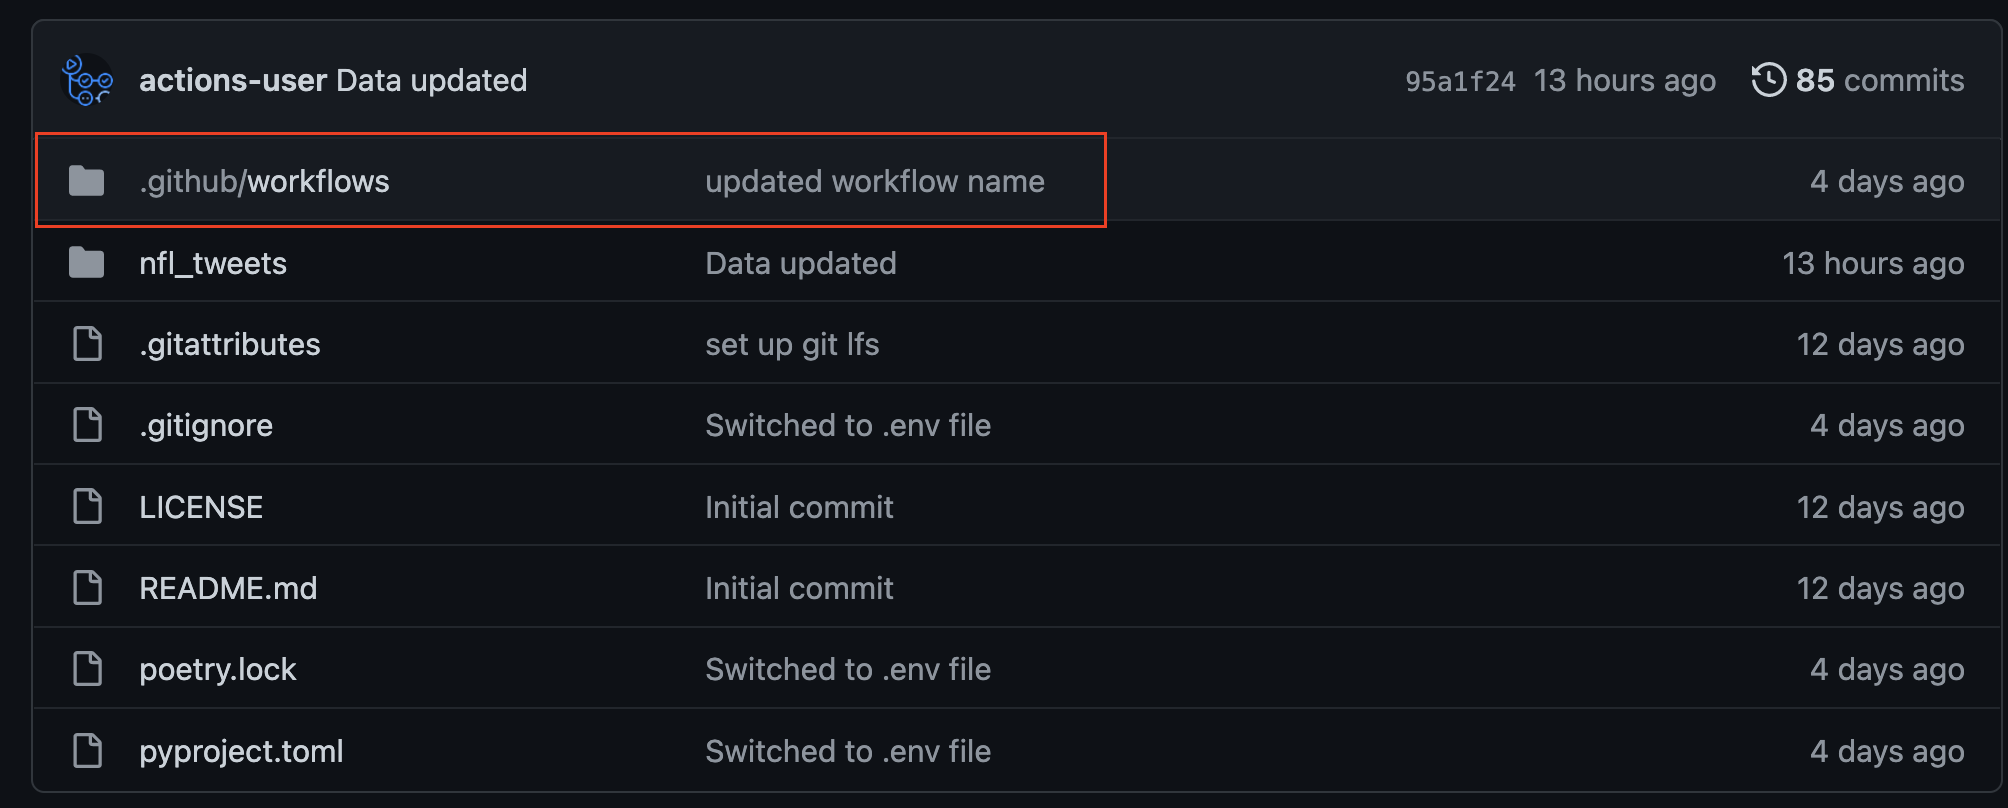 actions-user Data updated 95a1f24 13 hours ago 85 commits
.github/workflows updated workflow name 4 days ago
nfl_tweets Data updated 13 hours ago
.gitattributes set up git lfs 12 days ago
.gitignore Switched to .env file 4 days ago
LICENSE Initial commit 12 days ago
README.md Initial commit 12 days ago
poetry.lock Switched to .env file 4 days ago
pyproject.toml Switched to .env file 4 days ago